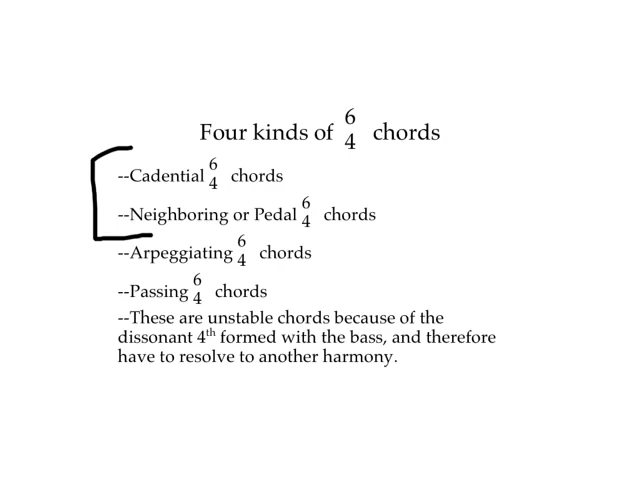 Four kinds of 6/4 chords
--Cadential 6/4 chords
--Neighboring or Pedal 6/4 chords
--Arpeggiating 6/4 chords
--Passing 6/4 chords
--These are unstable chords because of the
dissonant 4th formed with the bass, and therefore
have to resolve to another harmony.